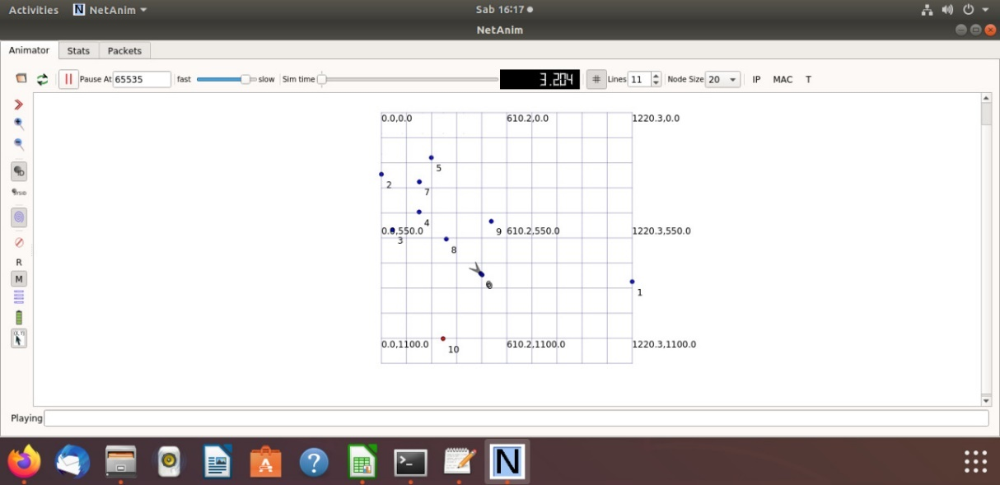 Activities NetAnim Sab 16:17
NetAnim
Animator Stats Packets
Pause At 65535 fast slow Sim time 3.204 # Lines 11 Node Size 20 IP MAC T
0.0,0.0 610.2,0.0 1220.3,0.0
5
2
7
4
0.0,550.0 9 610.2,550.0 1220.3,550.0
3
8
1
0.0,1100.0 610.2,1100.0 1220.3,1100.0
10
ID
SYSID
R
M
Playing
>_
A
?
N